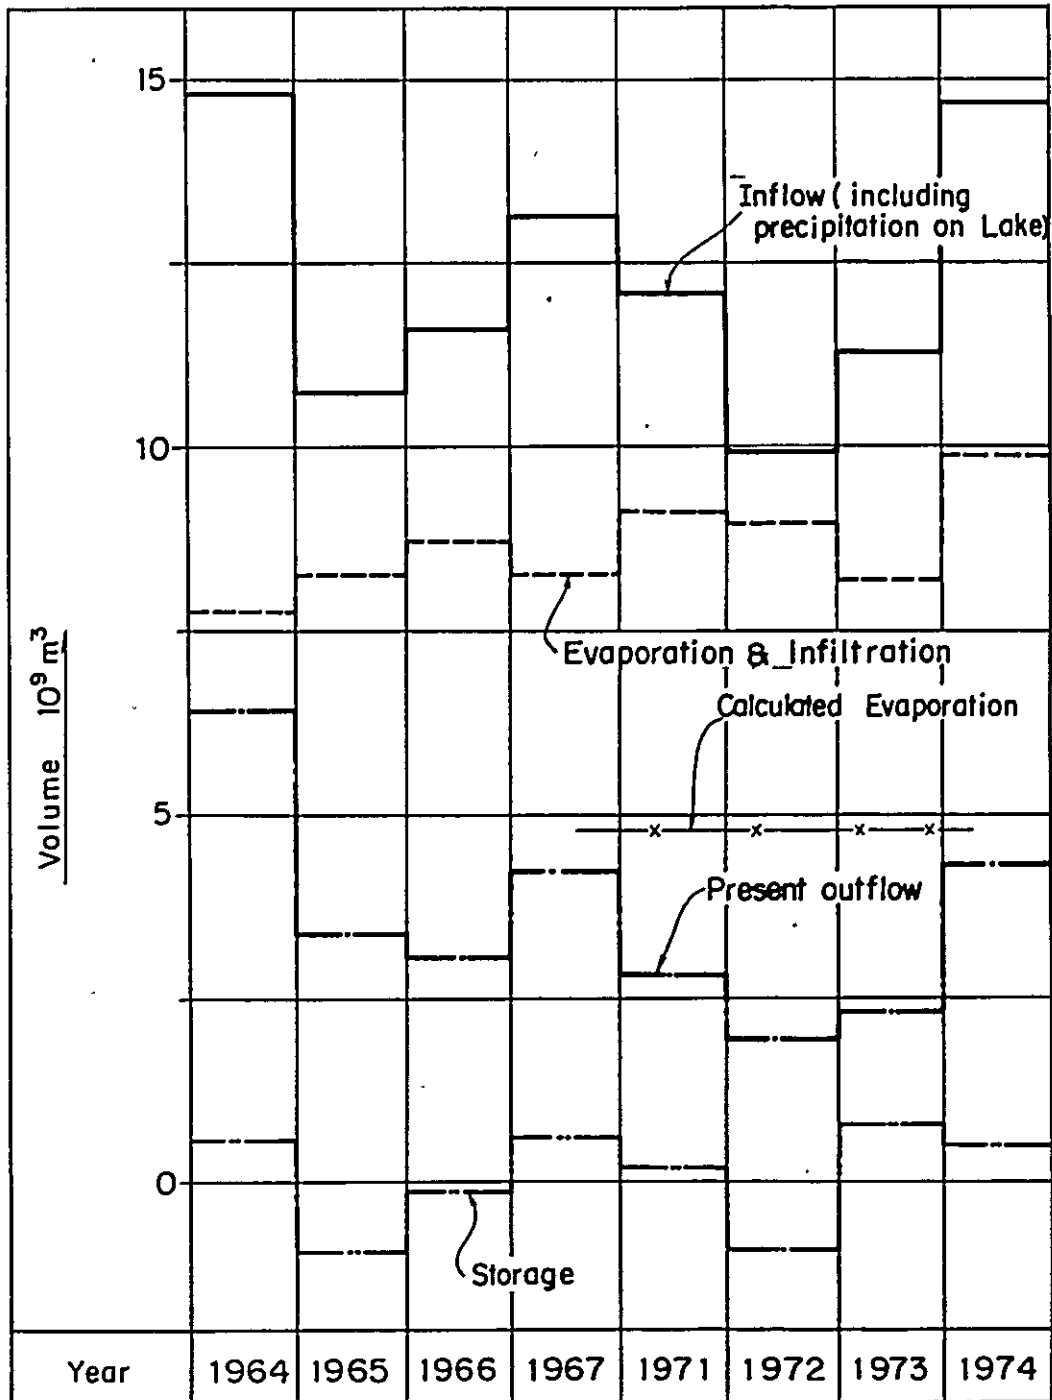 15
Inflow (including
precipitation on Lake)
10
Evaporation & Infiltration
Calculated Evaporation
Volume 10⁹ m³
5
Present outflow
0
Storage
Year 1964 1965 1966 1967 1971 1972 1973 1974